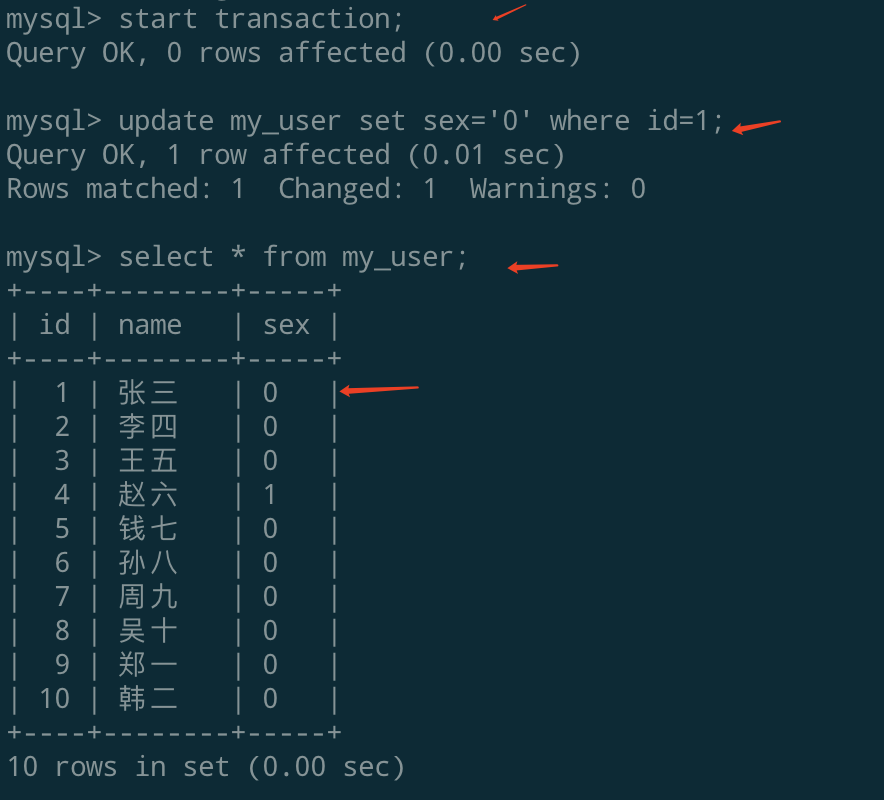 mysql> start transaction;
Query OK, 0 rows affected (0.00 sec)
mysql> update my_user set sex='0' where id=1;
Query OK, 1 row affected (0.01 sec)
Rows matched: 1  Changed: 1  Warnings: 0
mysql> select * from my_user;
+----+--------+-----+
| id | name   | sex |
+----+--------+-----+
|  1 | 张三   | 0   |
|  2 | 李四   | 0   |
|  3 | 王五   | 0   |
|  4 | 赵六   | 1   |
|  5 | 钱七   | 0   |
|  6 | 孙八   | 0   |
|  7 | 周九   | 0   |
|  8 | 吴十   | 0   |
|  9 | 郑一   | 0   |
| 10 | 韩二   | 0   |
+----+--------+-----+
10 rows in set (0.00 sec)